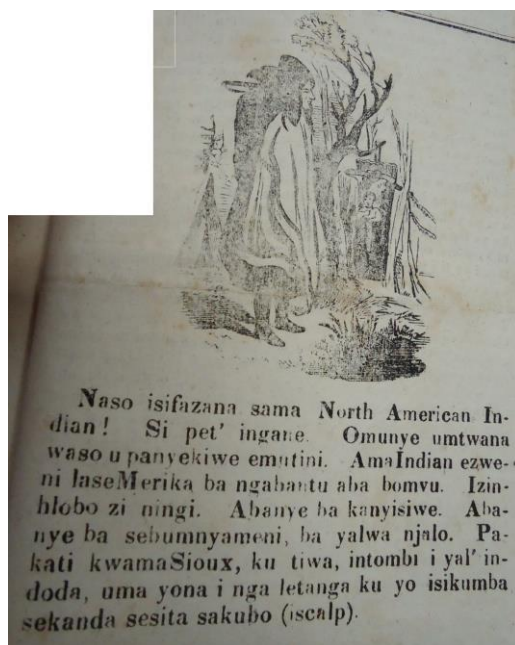 Naso isifazana sama North American In-
dian! Si pet' ingane. Omunye umtwana
waso u panyekiwe emutini. AmaIndian ezwe-
ni laseMerika ba ngabantu aba bomvu. Izin-
hlobo zi ningi. Abanye ba kanyisiwe. Aba-
nye ba sebumnyameni, ba yalwa njalo. Pa-
kati kwamaSioux, ku tiwa, intombi i yal' in-
doda, uma yona i nga letanga ku yo isikumba
sekanda sesita sakubo (iscalp).